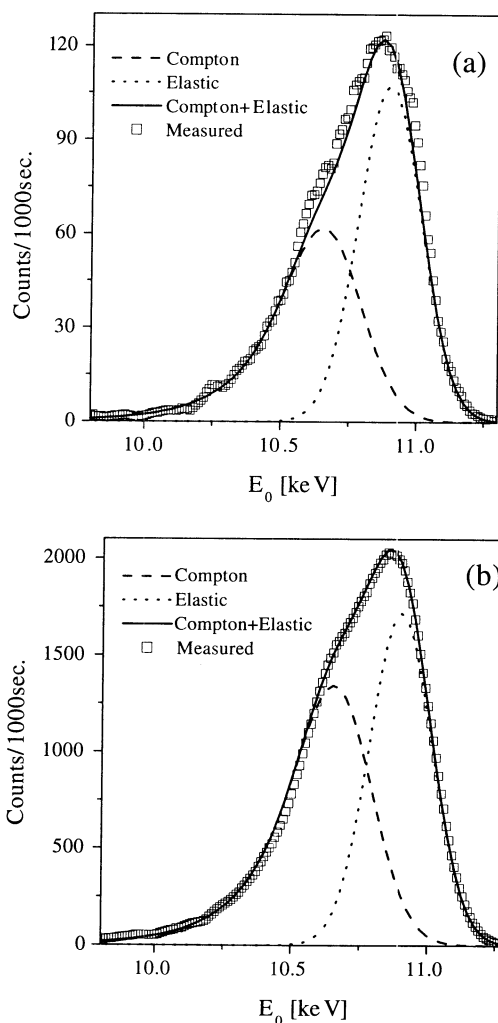 120
(a)
Compton
Elastic
Compton+Elastic
Measured
90
60
30
0
Counts/1000sec.
10.0 10.5 11.0
E0 [keV]
2000
(b)
Compton
Elastic
Compton+Elastic
Measured
1500
1000
500
0
Counts/1000sec.
10.0 10.5 11.0
E0 [keV]